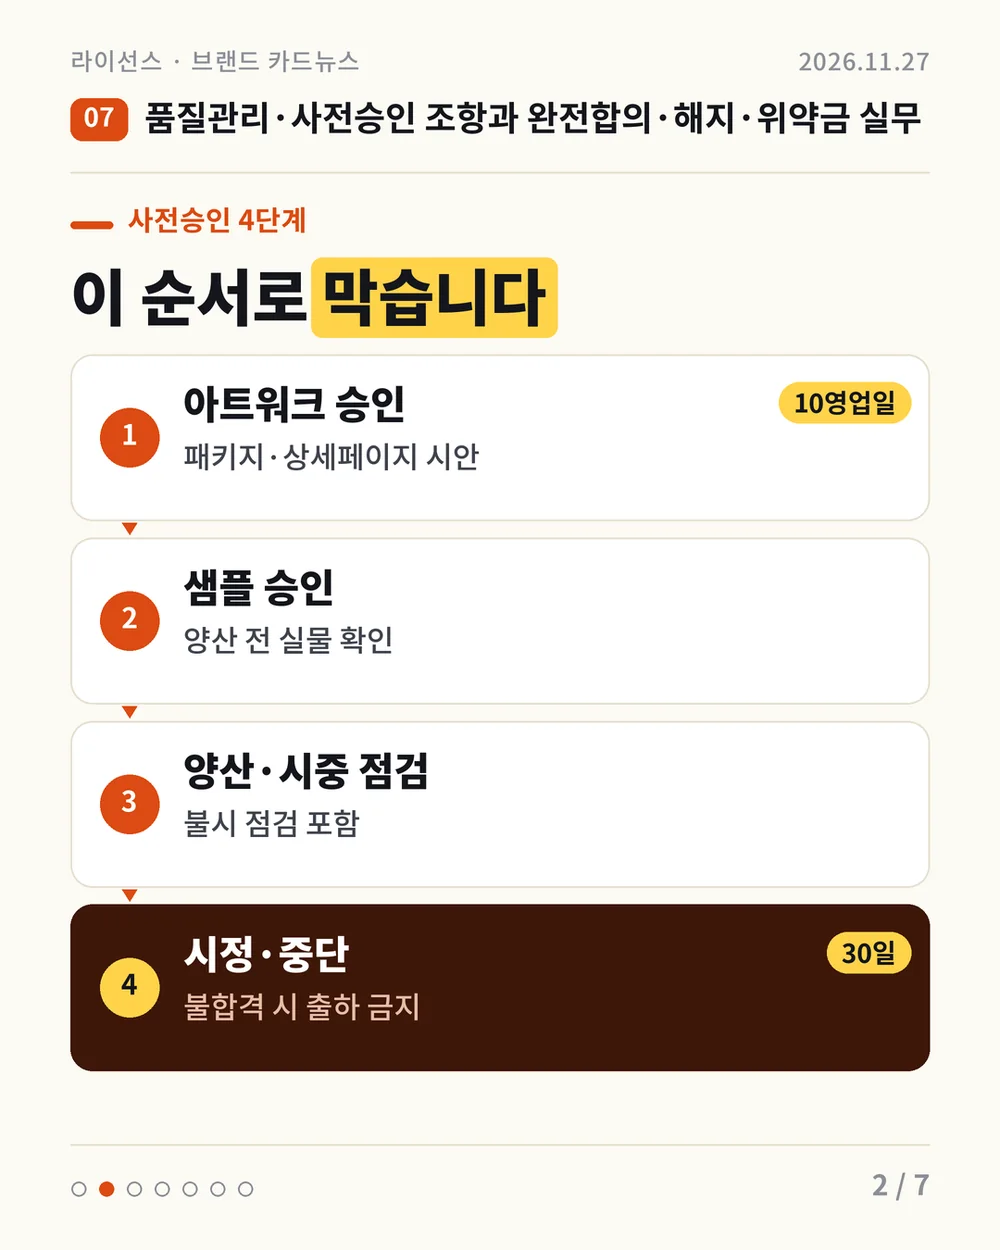 라이선스 · 브랜드 카드뉴스
2026.11.27
07 품질관리·사전승인 조항과 완전합의·해지·위약금 실무
사전승인 4단계
이 순서로 막습니다
1
아트워크 승인
10영업일
패키지·상세페이지 시안
2
샘플 승인
양산 전 실물 확인
3
양산·시중 점검
불시 점검 포함
4
시정·중단
30일
불합격 시 출하 금지
2 / 7